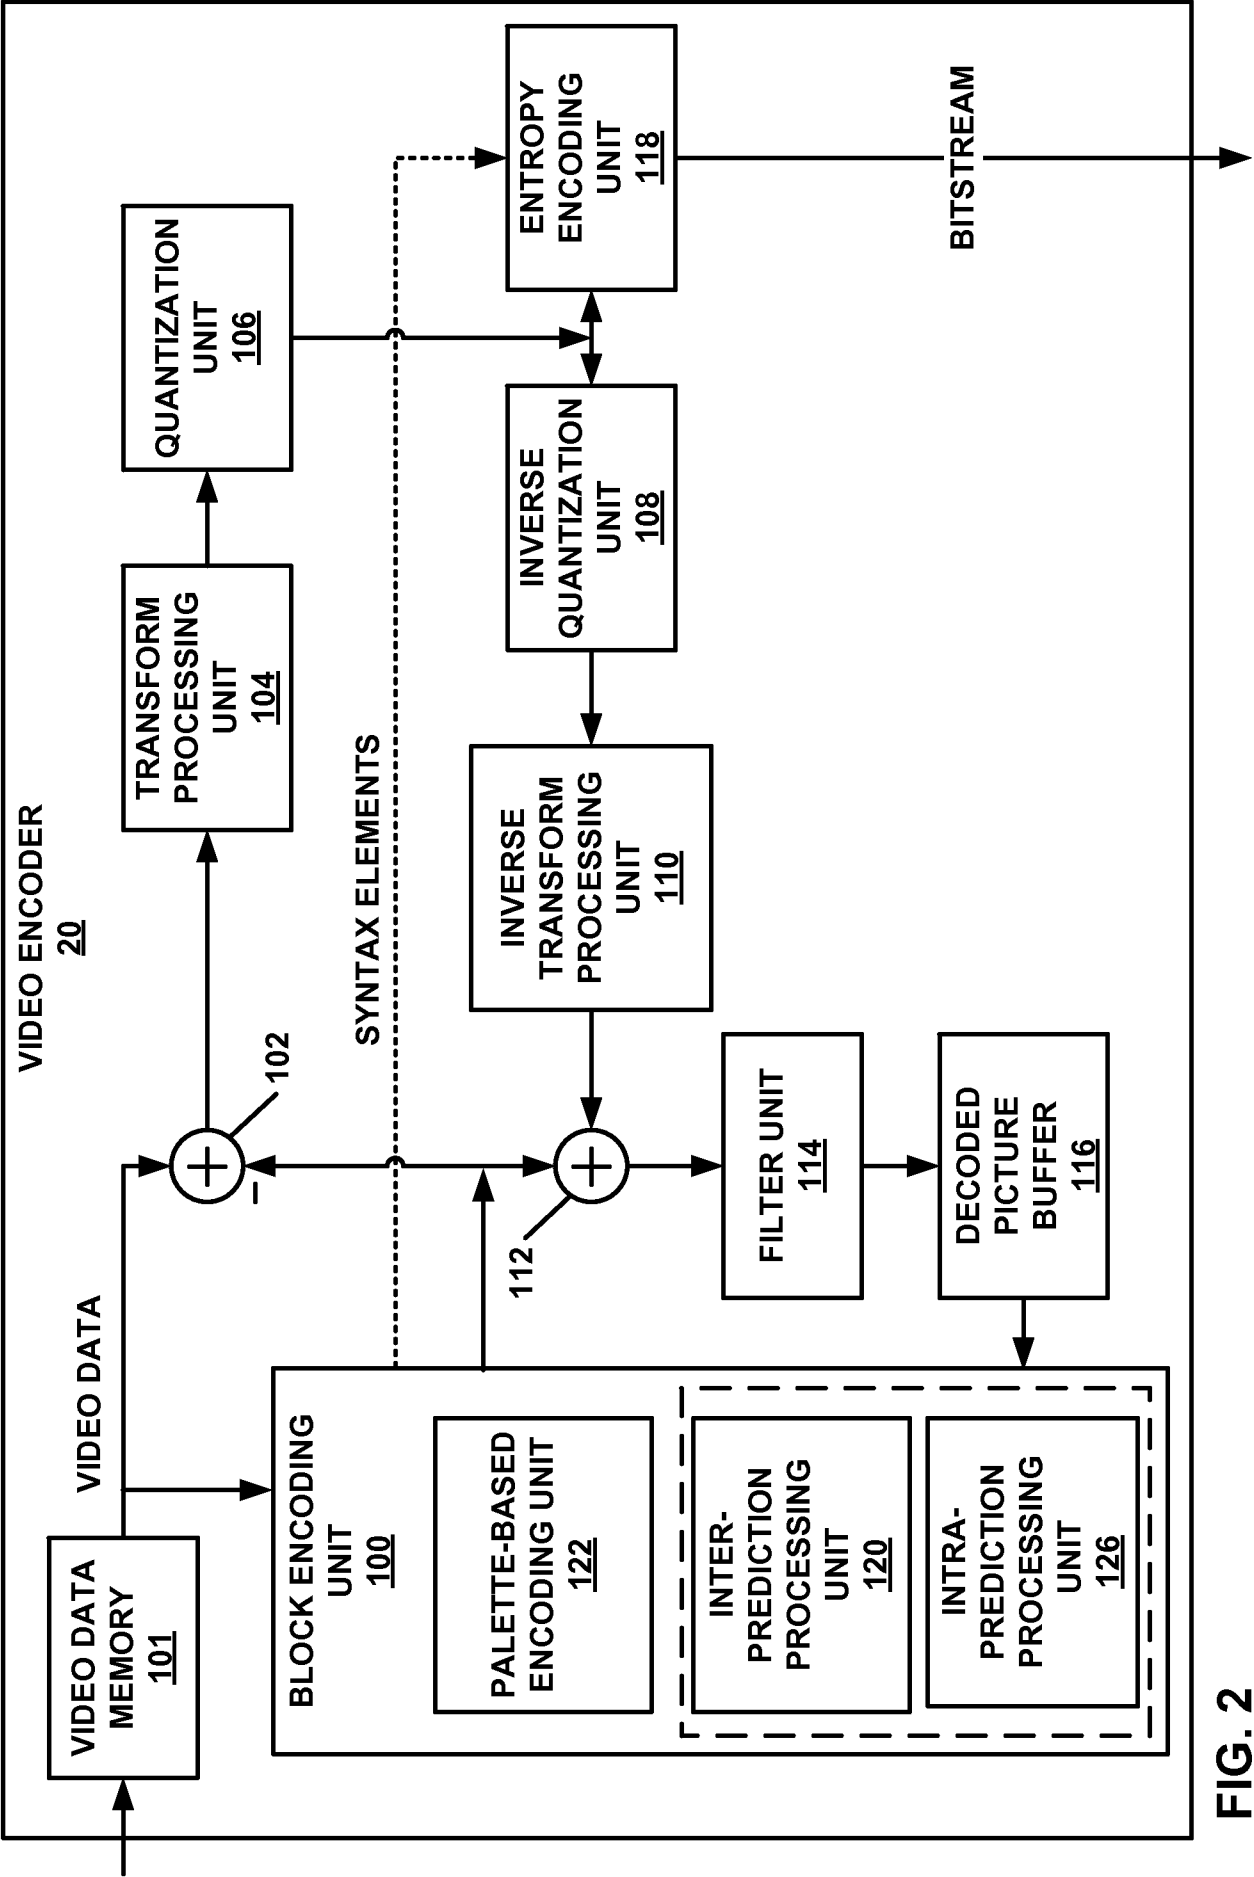 VIDEO ENCODER
20
VIDEO DATA
MEMORY
101
VIDEO DATA
102
TRANSFORM
PROCESSING
UNIT
104
QUANTIZATION
UNIT
106
SYNTAX ELEMENTS
BLOCK ENCODING
UNIT
100
PALETTE-BASED
ENCODING UNIT
122
INTER-
PREDICTION
PROCESSING
UNIT
120
INTRA-
PREDICTION
PROCESSING
UNIT
126
112
INVERSE
TRANSFORM
PROCESSING
UNIT
110
INVERSE
QUANTIZATION
UNIT
108
ENTROPY
ENCODING
UNIT
118
FILTER UNIT
114
DECODED
PICTURE
BUFFER
116
BITSTREAM
FIG. 2